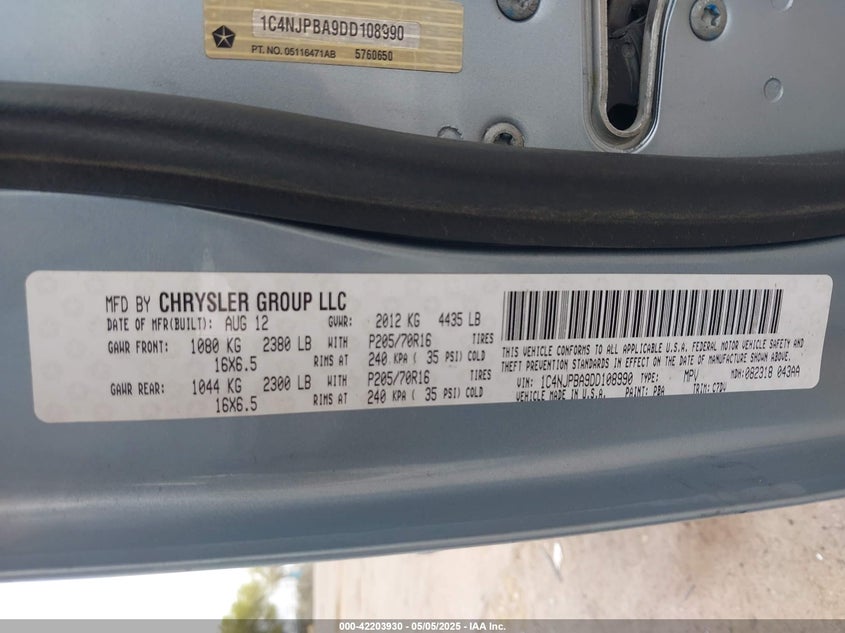 1C4NJPBA9DD108990
PT. NO. 05116471AB 5760650
MFD BY CHRYSLER GROUP LLC
DATE OF MFR(BUILT): AUG 12 GVWR: 2012 KG 4435 LB
GAWR FRONT: 1080 KG 2380 LB WITH P205/70R16 TIRES
16X6.5 RIMS AT 240 KPA ( 35 PSI) COLD
GAWR REAR: 1044 KG 2300 LB WITH P205/70R16 TIRES
16X6.5 RIMS AT 240 KPA ( 35 PSI) COLD
THIS VEHICLE CONFORMS TO ALL APPLICABLE U.S.A. FEDERAL MOTOR VEHICLE SAFETY AND
THEFT PREVENTION STANDARDS IN EFFECT ON THE DATE OF MANUFACTURE SHOWN ABOVE.
VIN: 1C4NJPBA9DD108990 TYPE: MPV MDH:082318 043AA
VEHICLE MADE IN U.S.A. PAINT: PBA TRIM: C7DV
000-42203930 - 05/05/2025 - IAA Inc.